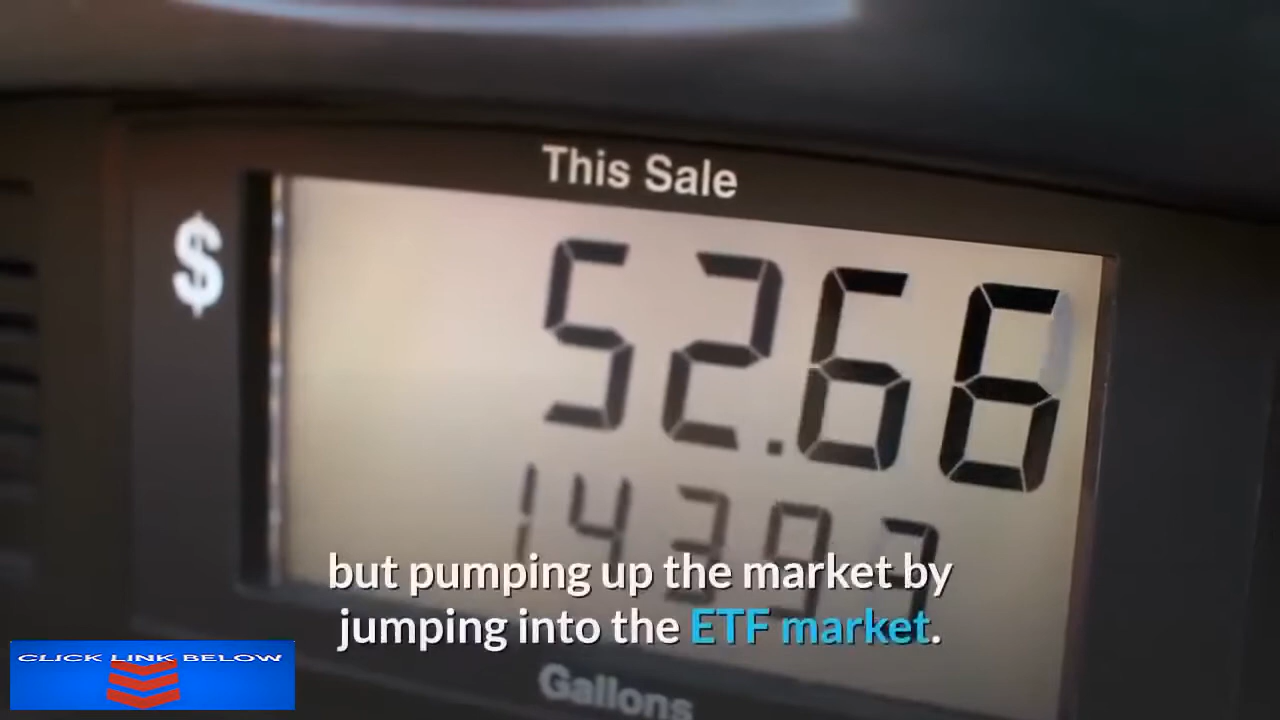 This Sale
$
52.66
14397
but pumping up the market by
jumping into the ETF market.
CLICK LINK BELOW
Gallons